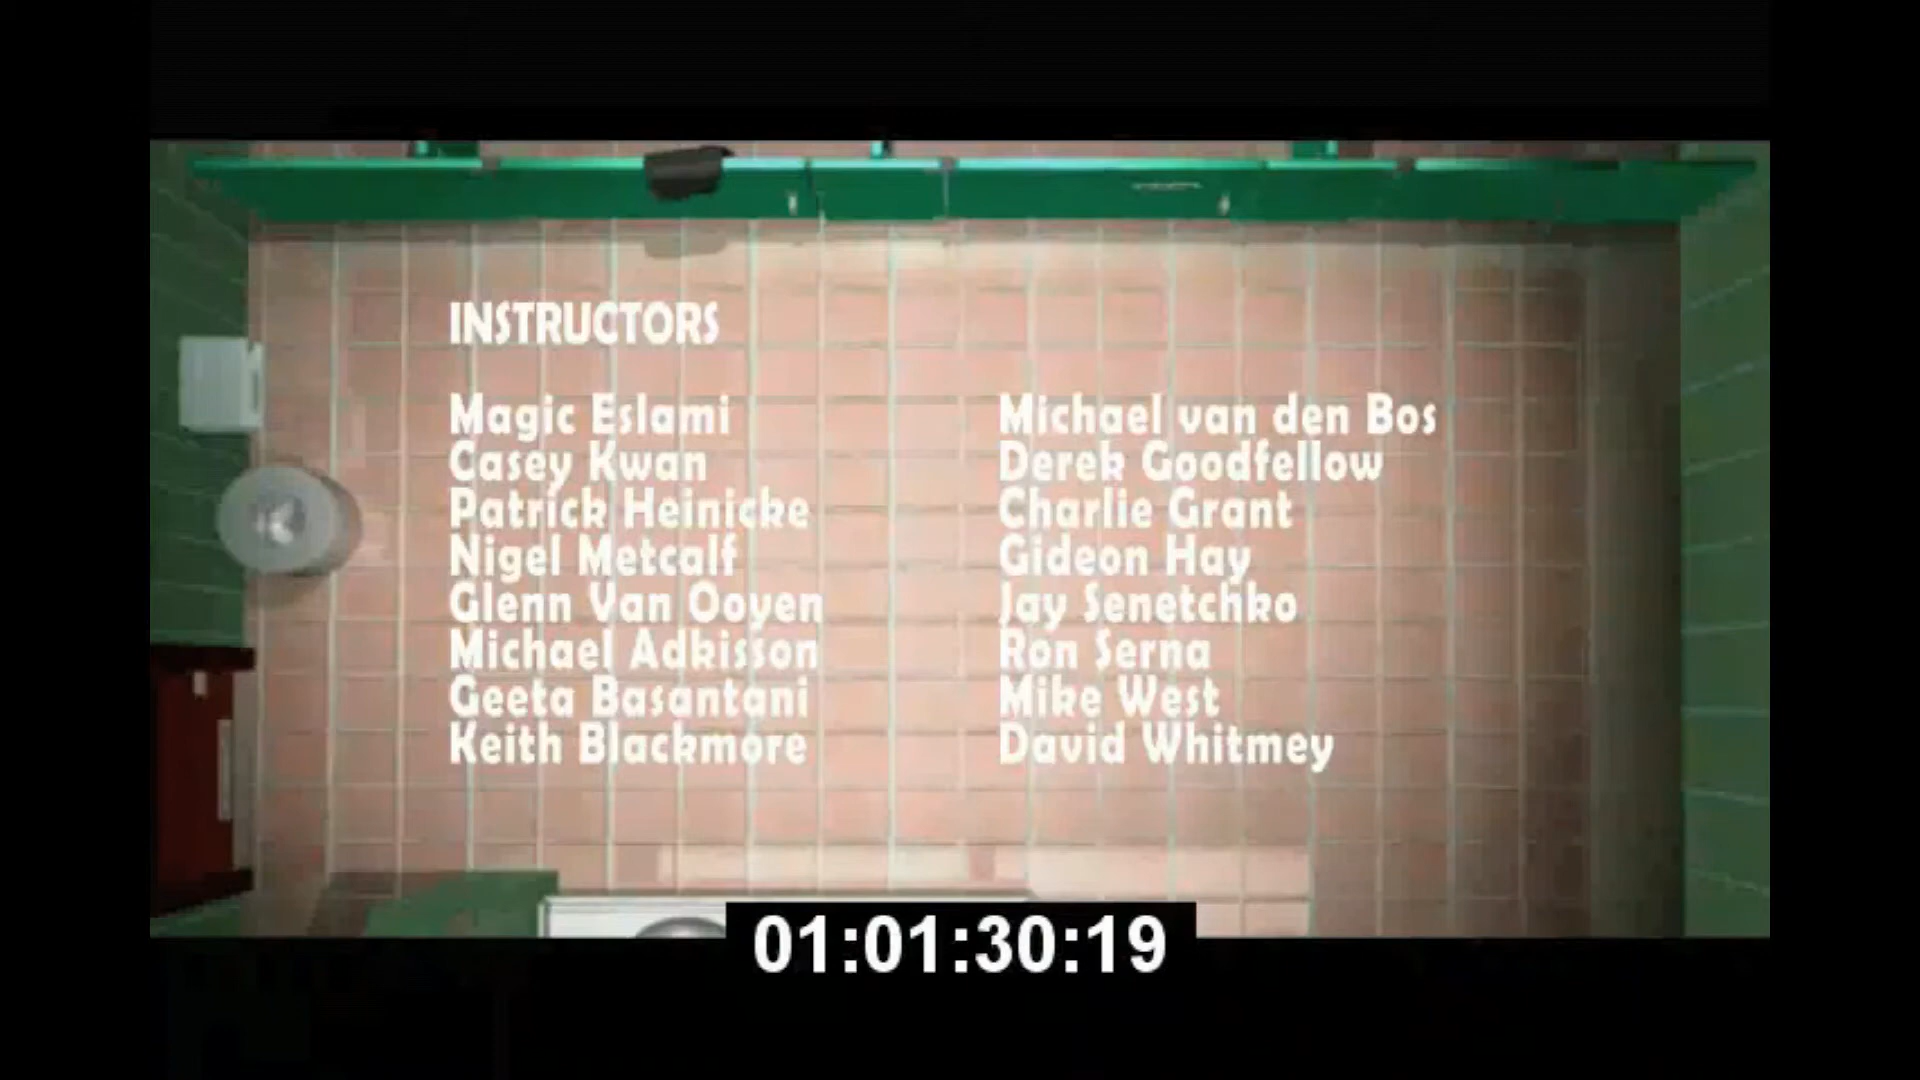 INSTRUCTORS
Magic Eslami
Casey Kwan
Patrick Heinicke
Nigel Metcalf
Glenn Van Ooyen
Michael Adkisson
Geeta Basantani
Keith Blackmore
Michael van den Bos
Derek Goodfellow
Charlie Grant
Gideon Hay
Jay Senetchko
Ron Serna
Mike West
David Whitmey
01:01:30:19